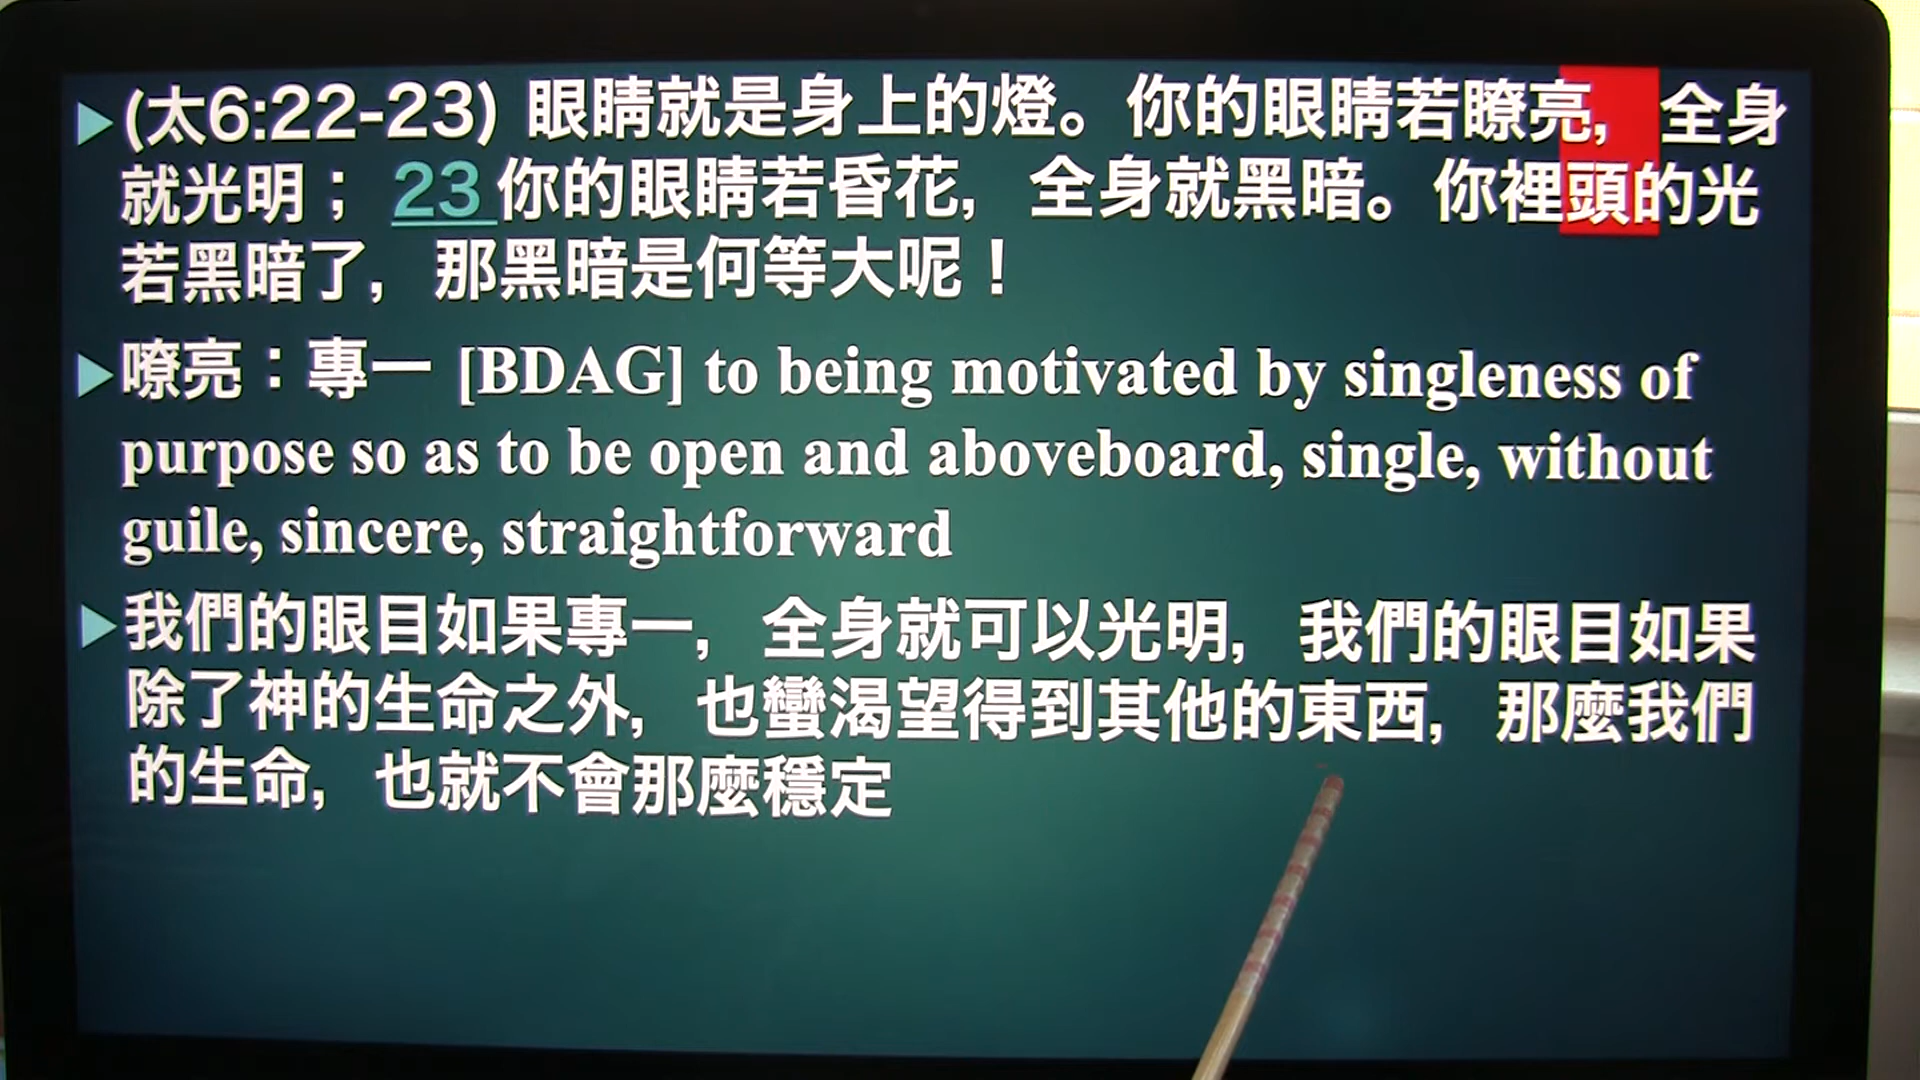 (太6:22-23) 眼睛就是身上的燈。你的眼睛若瞭亮, 全身
就光明； 23 你的眼睛若昏花, 全身就黑暗。你裡頭的光
若黑暗了, 那黑暗是何等大呢！
嘹亮：專一 [BDAG] to being motivated by singleness of
purpose so as to be open and aboveboard, single, without
guile, sincere, straightforward
我們的眼目如果專一, 全身就可以光明, 我們的眼目如果
除了神的生命之外, 也蠻渴望得到其他的東西, 那麼我們
的生命, 也就不會那麼穩定